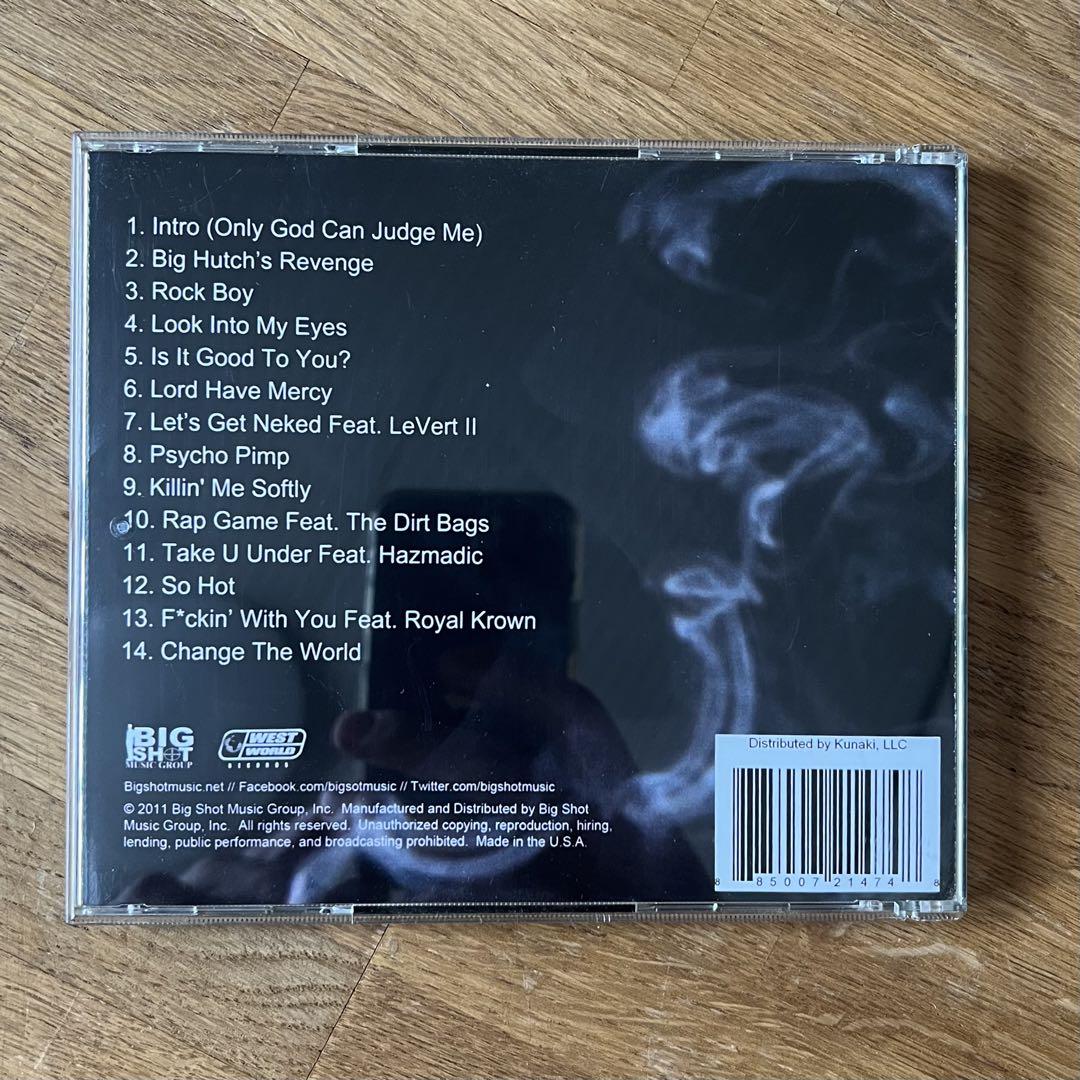 1. Intro (Only God Can Judge Me)
2. Big Hutch's Revenge
3. Rock Boy
4. Look Into My Eyes
5. Is It Good To You?
6. Lord Have Mercy
7. Let's Get Neked Feat. LeVert II
8. Psycho Pimp
9. Killin' Me Softly
10. Rap Game Feat. The Dirt Bags
11. Take U Under Feat. Hazmadic
12. So Hot
13. F*ckin' With You Feat. Royal Krown
14. Change The World
BIG
SHOT
MUSIC GROUP
WEST
WORLD
RECORDS
Bigshotmusic.net // Facebook.com/bigsotmusic // Twitter.com/bigshotmusic
© 2011 Big Shot Music Group, Inc. Manufactured and Distributed by Big Shot
Music Group, Inc. All rights reserved. Unauthorized copying, reproduction, hiring,
lending, public performance, and broadcasting prohibited. Made in the U.S.A.
Distributed by Kunaki, LLC
8 85007 21474 8